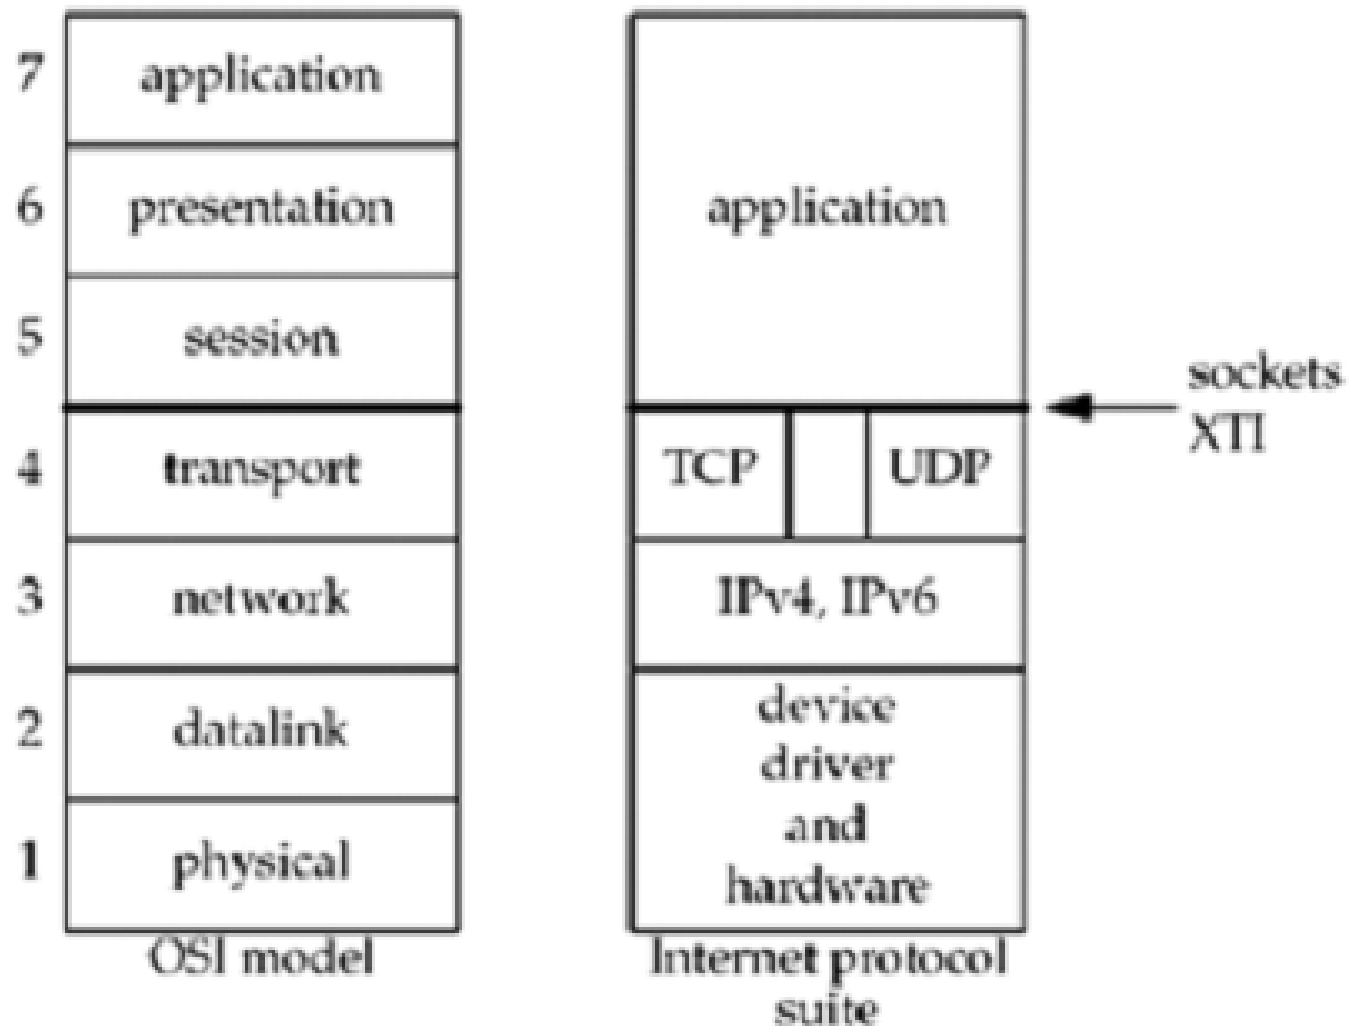 7 application
6 presentation
5 session
4 transport
3 network
2 datalink
1 physical
OSI model
application
sockets
XTI
TCP UDP
IPv4, IPv6
device
driver
and
hardware
Internet protocol
suite